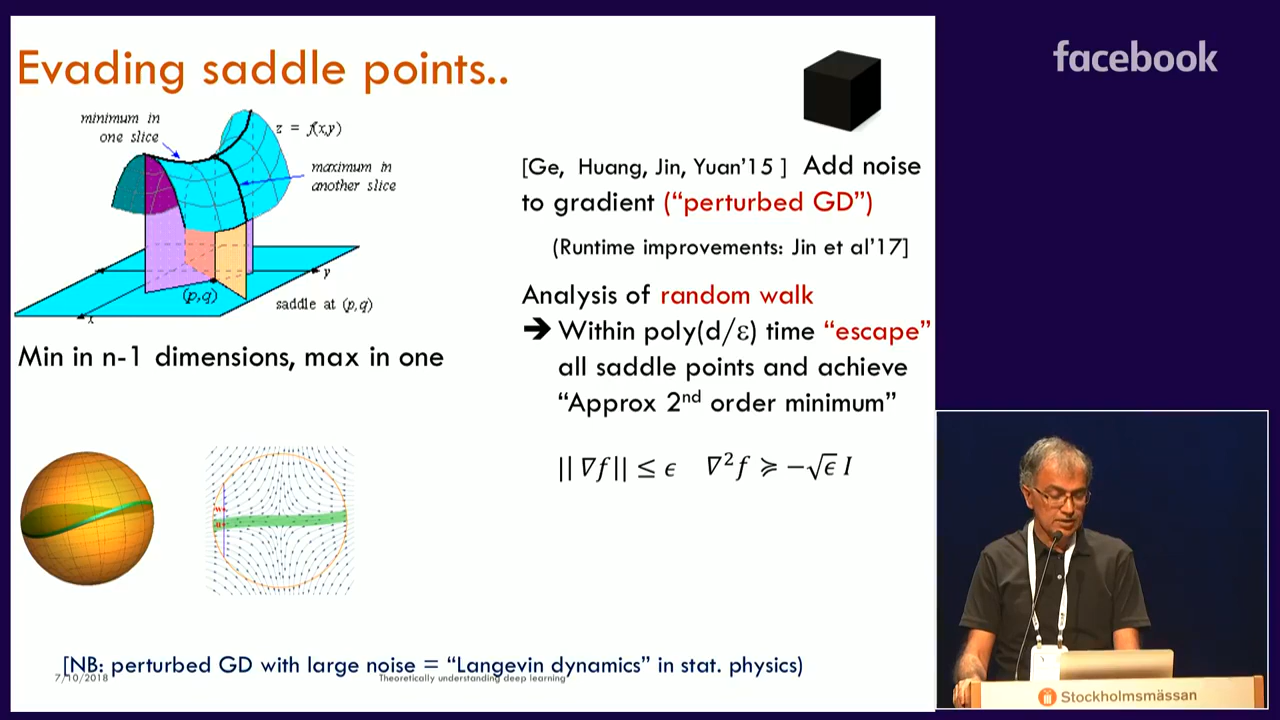 Evading saddle points..
minimum in
one slice
z = f(x,y)
maximum in
another slice
y
(p,q)
saddle at (p,q)
x
Min in n-1 dimensions, max in one
[Ge, Huang, Jin, Yuan'15 ] Add noise
to gradient (“perturbed GD”)
(Runtime improvements: Jin et al'17]
Analysis of random walk
➔ Within poly(d/ε) time “escape”
all saddle points and achieve
“Approx 2nd order minimum”
|| ∇f|| ≤ ϵ ∇²f ≽ −√ϵ I
[NB: perturbed GD with large noise = “Langevin dynamics” in stat. physics)
7/10/2018
Theoretically understanding deep learning
facebook
Stockholmsmässan